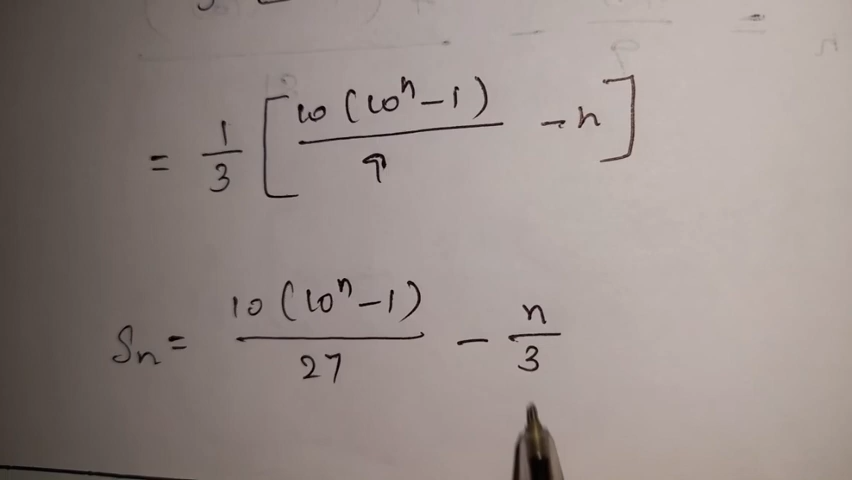 = 1/3 [ 10(10ⁿ-1)/9 - n ]
Sn = 10(10ⁿ-1)/27 - n/3